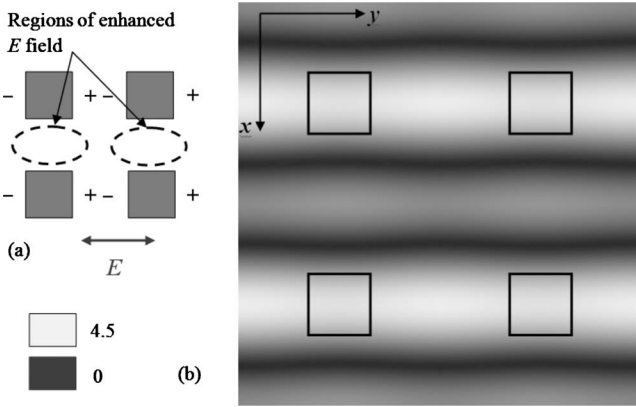 Regions of enhanced
E field
y
− + − +
x
− + − +
(a)
E
4.5
0
(b)